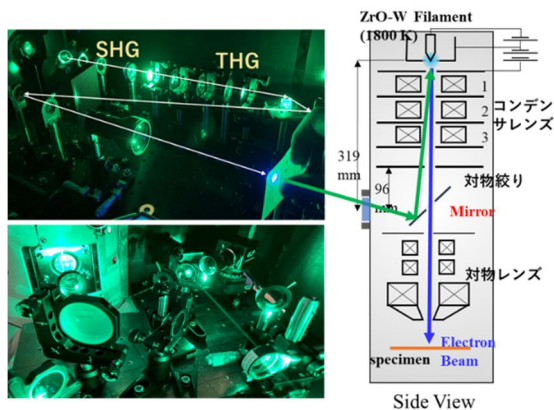 SHG
THG
ZrO-W Filament
(1800 K)
1
コンデン
サレンズ
2
3
319
mm
96
mm
対物絞り
Mirror
対物レンズ
Electron
Beam
specimen
Side View